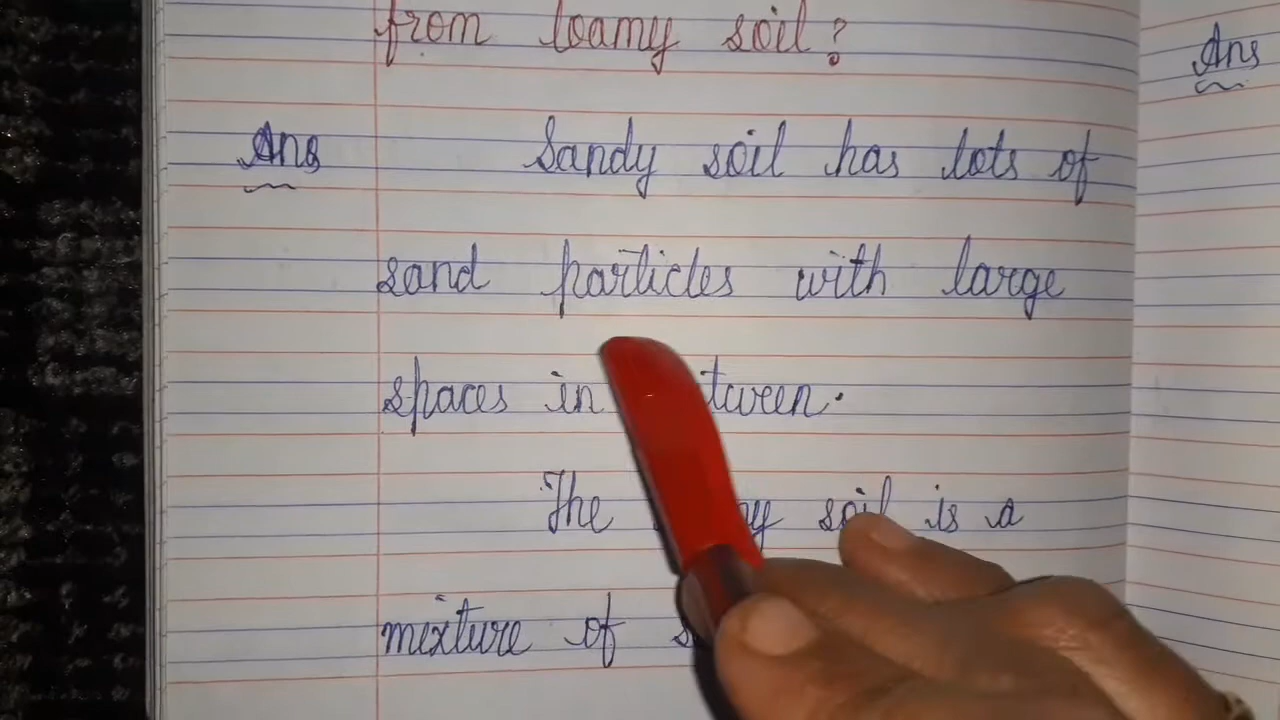 from loamy soil?
Ans
Ans Sandy soil has lots of
sand particles with large
spaces in tween.
The soil is a
mixture of